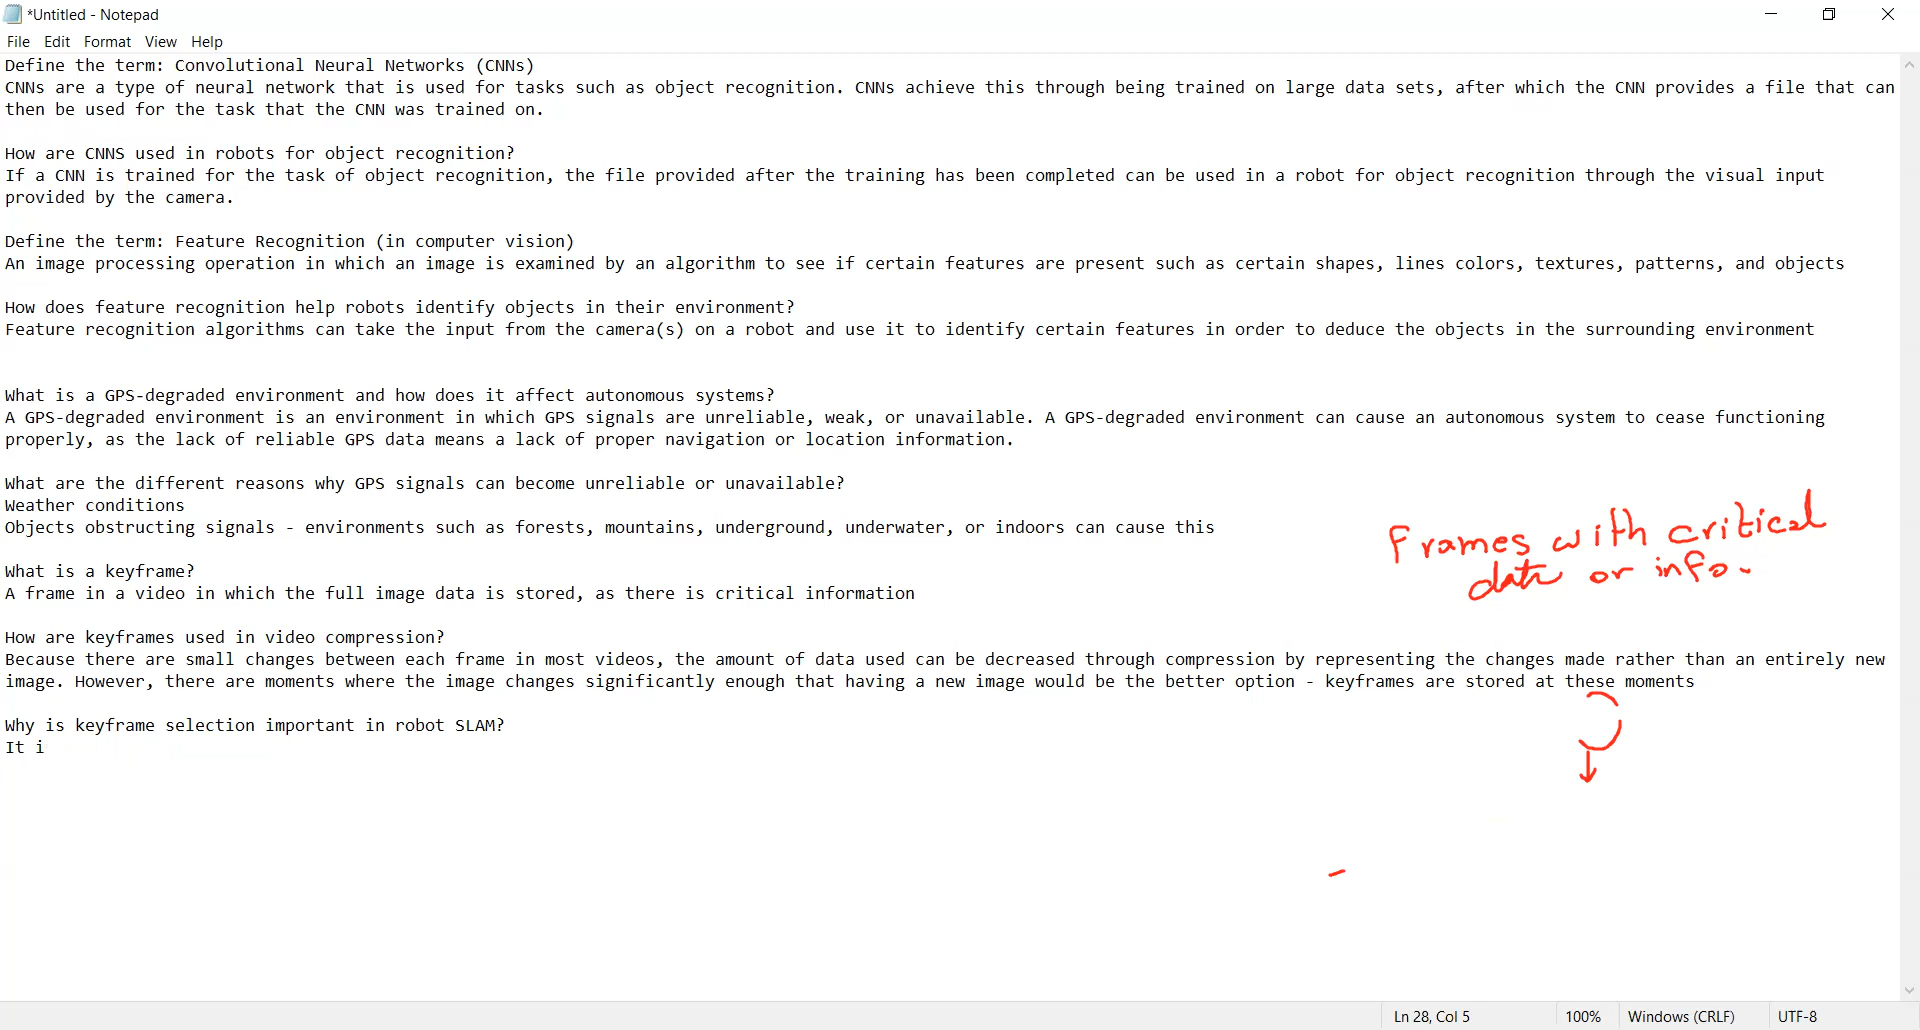 *Untitled - Notepad
File Edit Format View Help
Define the term: Convolutional Neural Networks (CNNs)
CNNs are a type of neural network that is used for tasks such as object recognition. CNNs achieve this through being trained on large data sets, after which the CNN provides a file that can
then be used for the task that the CNN was trained on.
How are CNNS used in robots for object recognition?
If a CNN is trained for the task of object recognition, the file provided after the training has been completed can be used in a robot for object recognition through the visual input
provided by the camera.
Define the term: Feature Recognition (in computer vision)
An image processing operation in which an image is examined by an algorithm to see if certain features are present such as certain shapes, lines colors, textures, patterns, and objects
How does feature recognition help robots identify objects in their environment?
Feature recognition algorithms can take the input from the camera(s) on a robot and use it to identify certain features in order to deduce the objects in the surrounding environment
What is a GPS-degraded environment and how does it affect autonomous systems?
A GPS-degraded environment is an environment in which GPS signals are unreliable, weak, or unavailable. A GPS-degraded environment can cause an autonomous system to cease functioning
properly, as the lack of reliable GPS data means a lack of proper navigation or location information.
What are the different reasons why GPS signals can become unreliable or unavailable?
Weather conditions
Objects obstructing signals - environments such as forests, mountains, underground, underwater, or indoors can cause this
Frames with critical
data or info.
What is a keyframe?
A frame in a video in which the full image data is stored, as there is critical information
How are keyframes used in video compression?
Because there are small changes between each frame in most videos, the amount of data used can be decreased through compression by representing the changes made rather than an entirely new
image. However, there are moments where the image changes significantly enough that having a new image would be the better option - keyframes are stored at these moments
Why is keyframe selection important in robot SLAM?
It i
Ln 28, Col 5 100% Windows (CRLF) UTF-8